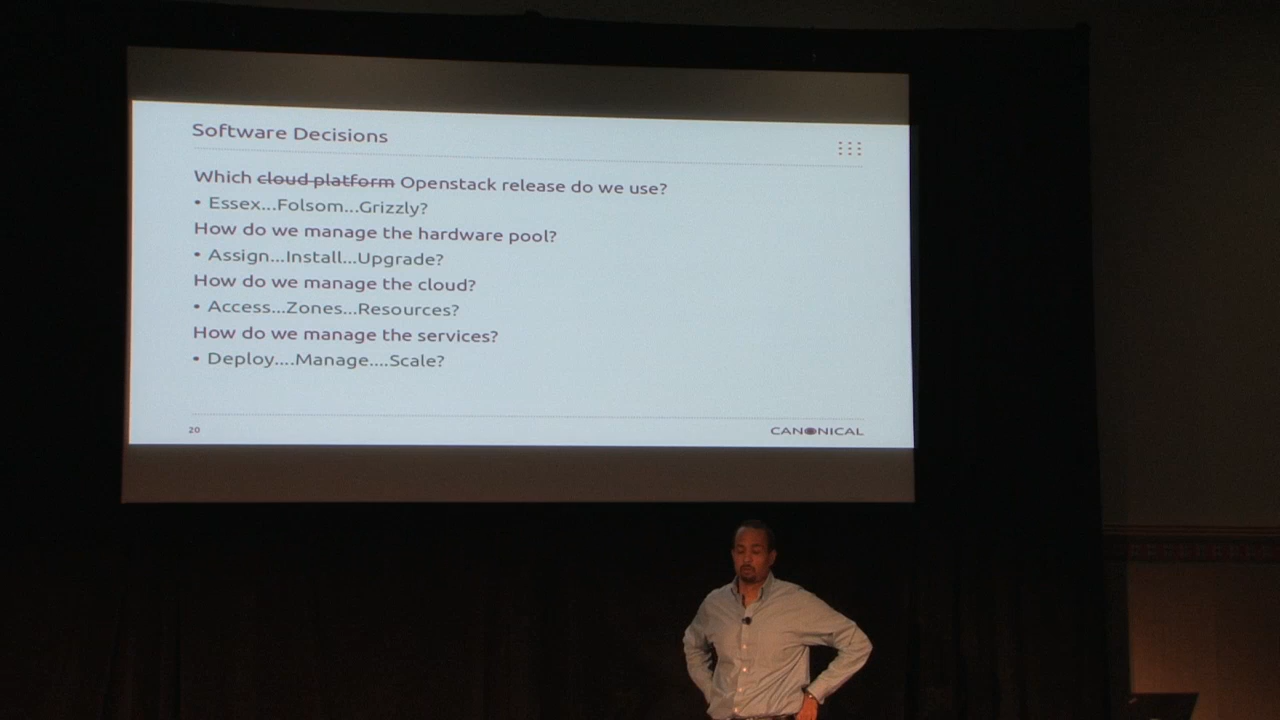 Software Decisions
Which cloud platform Openstack release do we use?
• Essex...Folsom...Grizzly?
How do we manage the hardware pool?
• Assign...Install...Upgrade?
How do we manage the cloud?
• Access...Zones...Resources?
How do we manage the services?
• Deploy....Manage....Scale?
20
CANONICAL